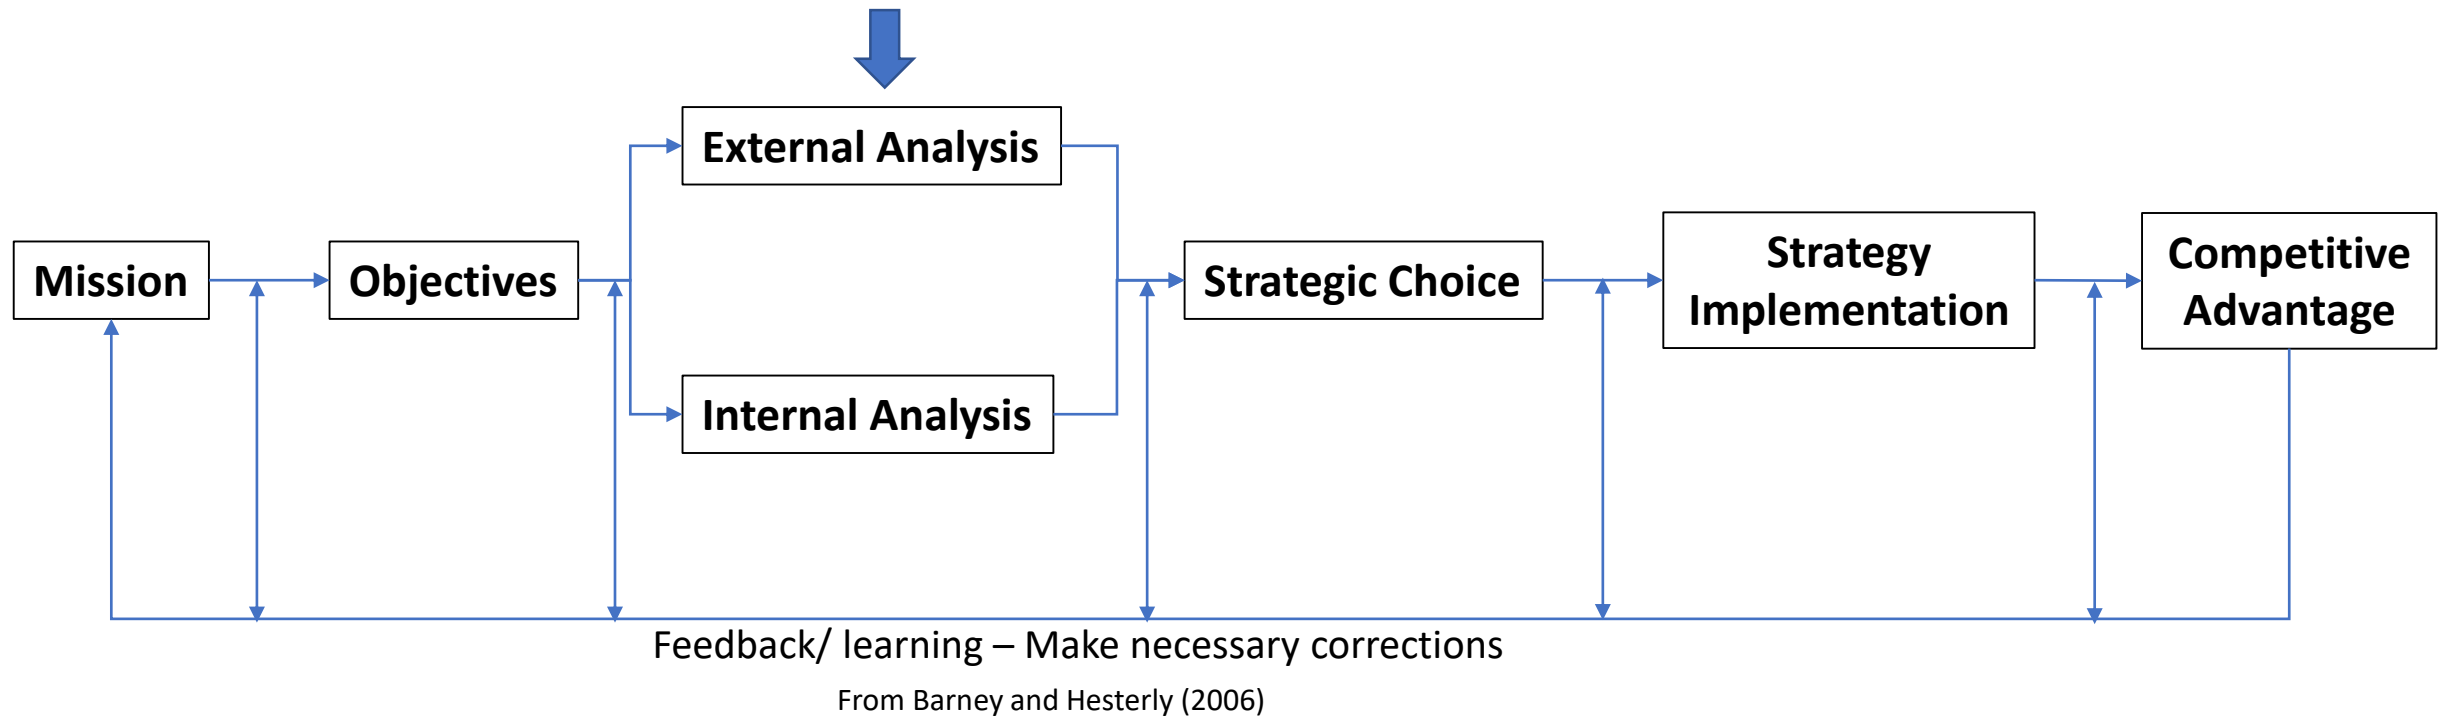 External Analysis
Mission
Objectives
Strategic Choice
Strategy
Implementation
Competitive
Advantage
Internal Analysis
Feedback/ learning – Make necessary corrections
From Barney and Hesterly (2006)